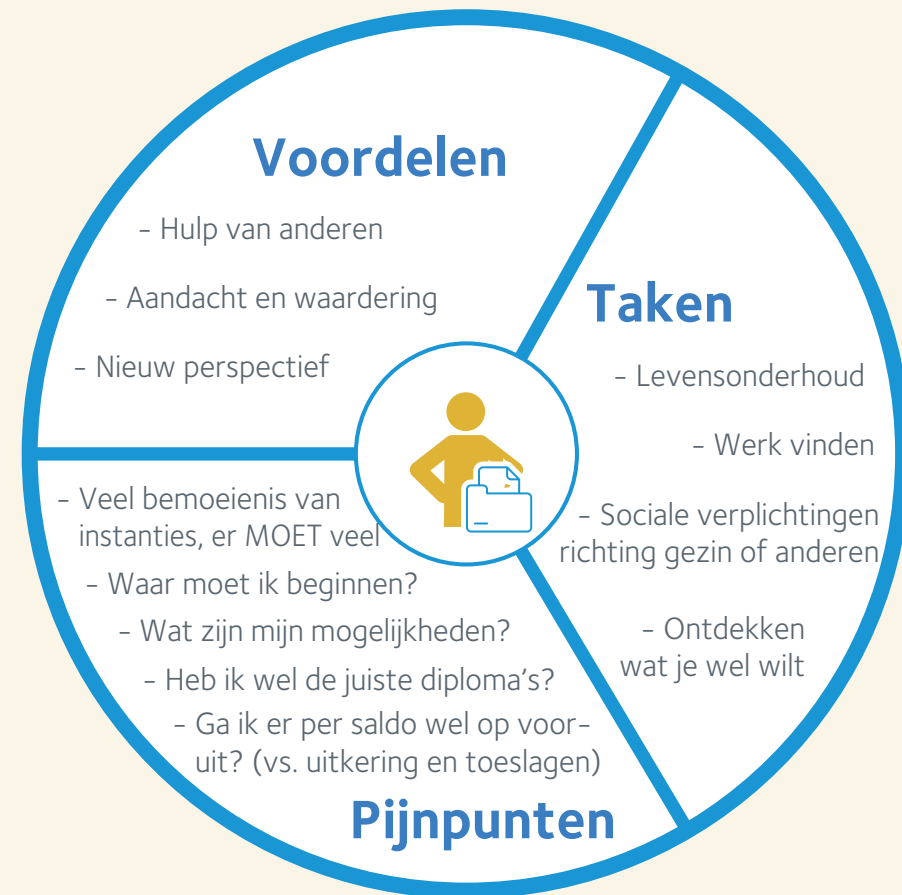 Voordelen
- Hulp van anderen
- Aandacht en waardering
- Nieuw perspectief
Taken
- Levensonderhoud
- Werk vinden
- Sociale verplichtingen
richting gezin of anderen
- Ontdekken
wat je wel wilt
- Veel bemoeienis van
instanties, er MOET veel
- Waar moet ik beginnen?
- Wat zijn mijn mogelijkheden?
- Heb ik wel de juiste diploma's?
- Ga ik er per saldo wel op voor-
uit? (vs. uitkering en toeslagen)
Pijnpunten